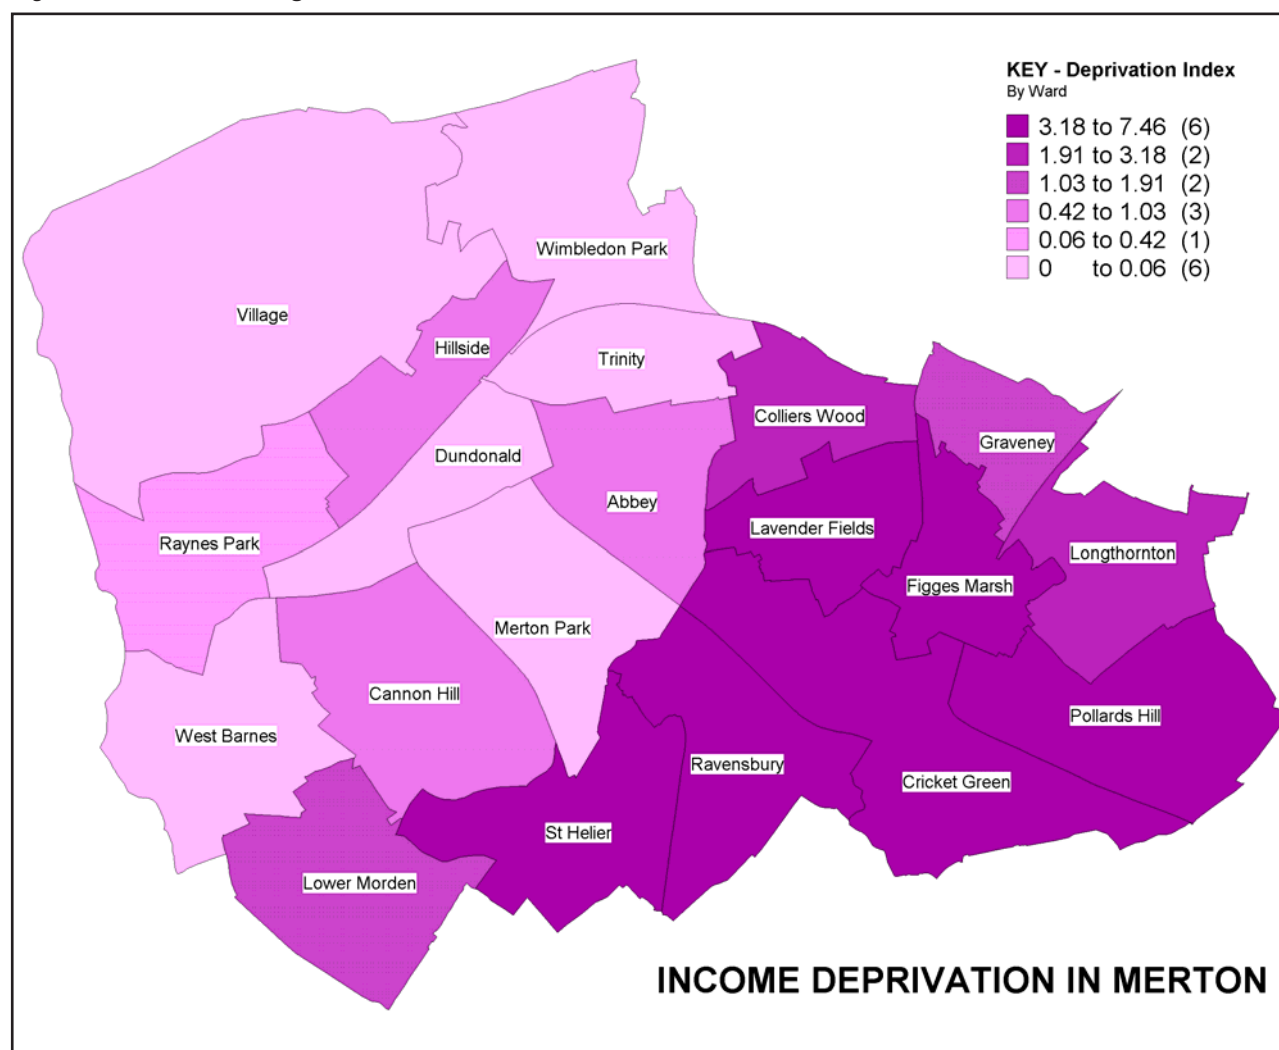 KEY - Deprivation Index
By Ward
3.18 to 7.46 (6)
1.91 to 3.18 (2)
1.03 to 1.91 (2)
0.42 to 1.03 (3)
0.06 to 0.42 (1)
0 to 0.06 (6)
Wimbledon Park
Village
Hillside
Trinity
Colliers Wood
Graveney
Dundonald
Abbey
Lavender Fields
Raynes Park
Longthornton
Figges Marsh
Merton Park
Cannon Hill
Pollards Hill
West Barnes
Ravensbury
Cricket Green
St Helier
Lower Morden
INCOME DEPRIVATION IN MERTON